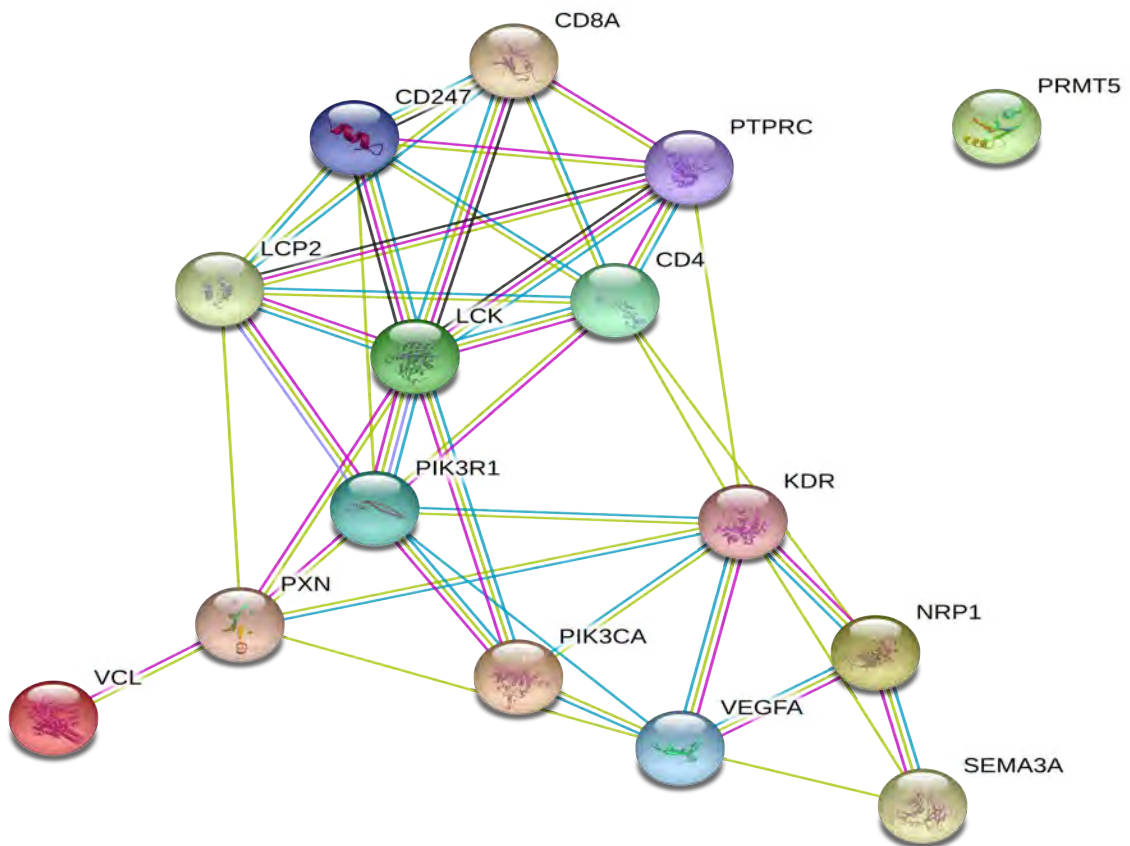 CD8A
PRMT5
CD247
PTPRC
LCP2
CD4
LCK
PIK3R1
KDR
PXN
NRP1
PIK3CA
VCL
VEGFA
SEMA3A